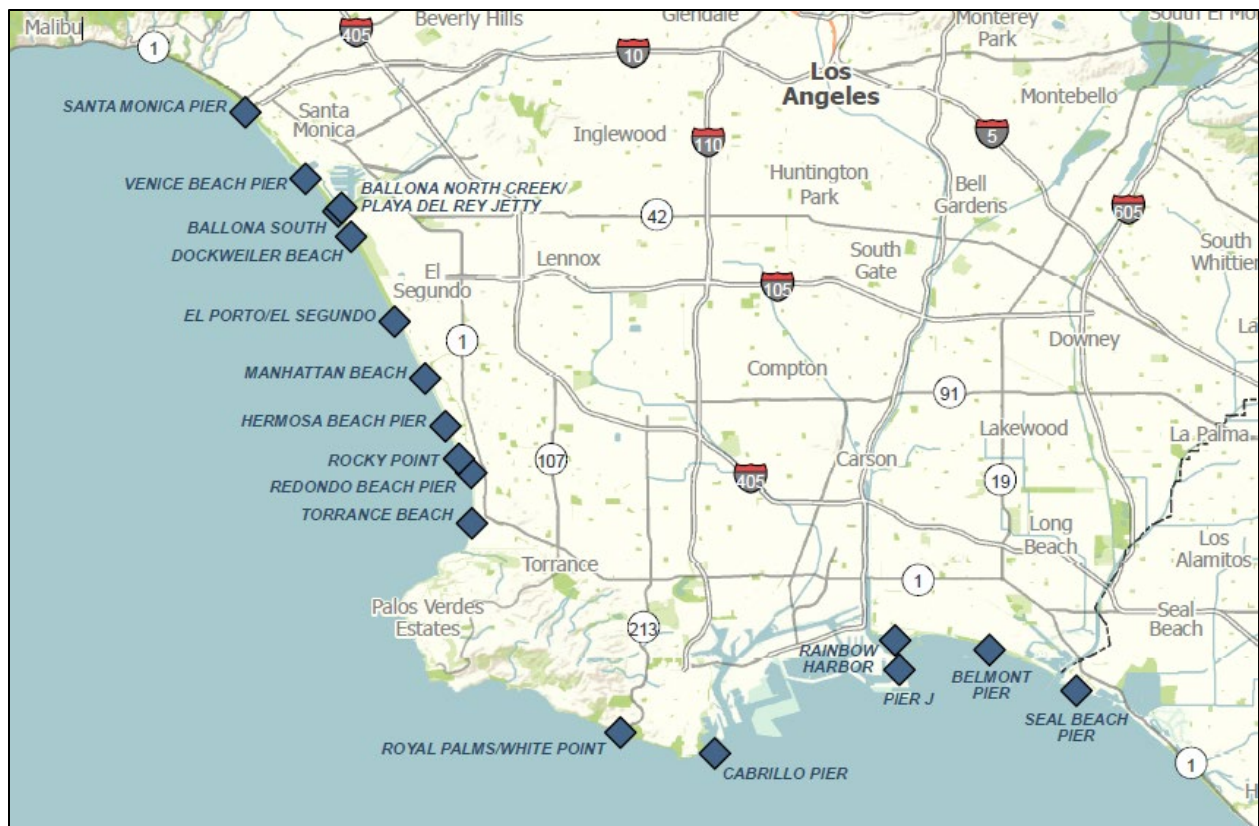 Malibu
1
405
Beverly Hills
Glendale
10
Monterey
Park
Los
Angeles
SANTA MONICA PIER
Santa
Monica
Inglewood
110
Montebello
5
VENICE BEACH PIER
BALLONA NORTH CREEK/
PLAYA DEL REY JETTY
BALLONA SOUTH
DOCKWEILER BEACH
42
Huntington
Park
Bell
Gardens
605
South
Whittier
El
Segundo
Lennox
South
Gate
105
EL PORTO/EL SEGUNDO
1
Downey
MANHATTAN BEACH
Compton
91
HERMOSA BEACH PIER
Lakewood
La Palma
ROCKY POINT
107
Carson
REDONDO BEACH PIER
405
19
TORRANCE BEACH
Long
Beach
Los
Alamitos
Torrance
1
Palos Verdes
Estates
213
Seal
Beach
RAINBOW
HARBOR
PIER J
BELMONT
PIER
SEAL BEACH
PIER
ROYAL PALMS/WHITE POINT
CABRILLO PIER
1